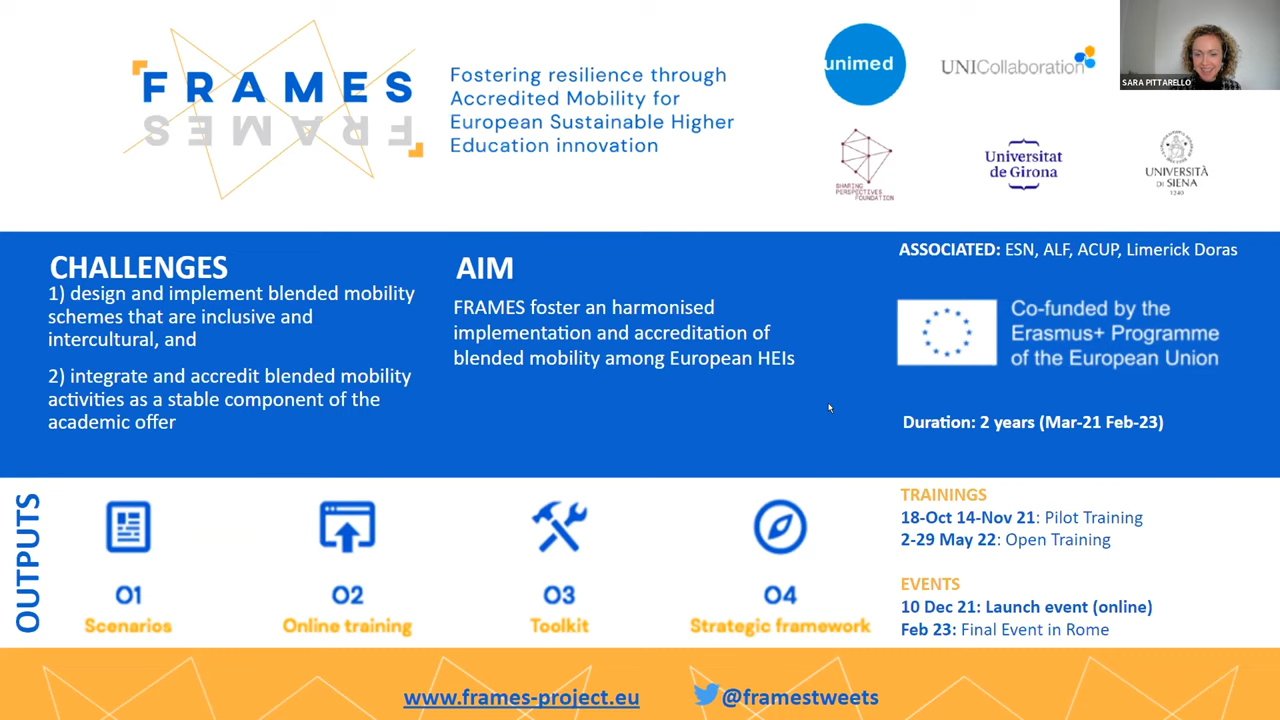 FRAMES
FRAMES
Fostering resilience through
Accredited Mobility for
European Sustainable Higher
Education innovation
unimed
UNICollaboration
SHARING
PERSPECTIVES
FOUNDATION
Universitat
de Girona
UNIVERSITÀ
DI SIENA
1240
SARA PITTARELLO
CHALLENGES
1) design and implement blended mobility
schemes that are inclusive and
intercultural, and
2) integrate and accredit blended mobility
activities as a stable component of the
academic offer
AIM
FRAMES foster an harmonised
implementation and accreditation of
blended mobility among European HEIs
ASSOCIATED: ESN, ALF, ACUP, Limerick Doras
Co-funded by the
Erasmus+ Programme
of the European Union
Duration: 2 years (Mar-21 Feb-23)
OUTPUTS
O1
Scenarios
O2
Online training
O3
Toolkit
O4
Strategic framework
TRAININGS
18-Oct 14-Nov 21: Pilot Training
2-29 May 22: Open Training
EVENTS
10 Dec 21: Launch event (online)
Feb 23: Final Event in Rome
www.frames-project.eu
@framestweets